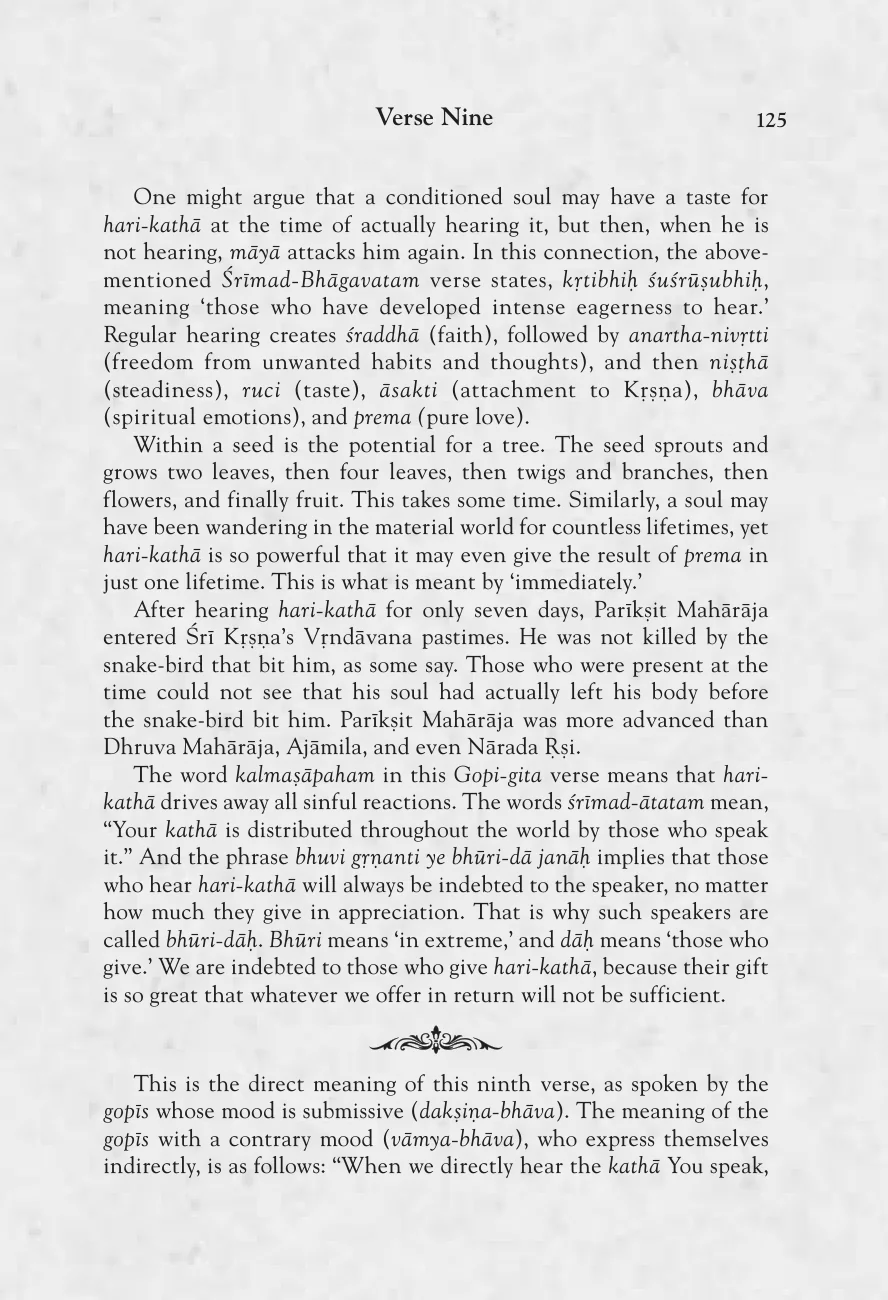 Verse Nine
125
One might argue that a conditioned soul may have a taste for
hari-kathā at the time of actually hearing it, but then, when he is
not hearing, māyā attacks him again. In this connection, the above-
mentioned Śrīmad-Bhāgavatam verse states, kṛtibhiḥ śuśrūṣubhiḥ,
meaning ‘those who have developed intense eagerness to hear.’
Regular hearing creates śraddhā (faith), followed by anartha-nivṛtti
(freedom from unwanted habits and thoughts), and then niṣṭhā
(steadiness), ruci (taste), āsakti (attachment to Kṛṣṇa), bhāva
(spiritual emotions), and prema (pure love).
Within a seed is the potential for a tree. The seed sprouts and
grows two leaves, then four leaves, then twigs and branches, then
flowers, and finally fruit. This takes some time. Similarly, a soul may
have been wandering in the material world for countless lifetimes, yet
hari-kathā is so powerful that it may even give the result of prema in
just one lifetime. This is what is meant by ‘immediately.’
After hearing hari-kathā for only seven days, Parīkṣit Mahārāja
entered Śrī Kṛṣṇa’s Vṛndāvana pastimes. He was not killed by the
snake-bird that bit him, as some say. Those who were present at the
time could not see that his soul had actually left his body before
the snake-bird bit him. Parīkṣit Mahārāja was more advanced than
Dhruva Mahārāja, Ajāmila, and even Nārada Ṛṣi.
The word kalmaṣāpaham in this Gopi-gita verse means that hari-
kathā drives away all sinful reactions. The words śrīmad-ātatam mean,
“Your kathā is distributed throughout the world by those who speak
it.” And the phrase bhuvi gṛṇanti ye bhūri-dā janāḥ implies that those
who hear hari-kathā will always be indebted to the speaker, no matter
how much they give in appreciation. That is why such speakers are
called bhūri-dāḥ. Bhūri means ‘in extreme,’ and dāḥ means ‘those who
give.’ We are indebted to those who give hari-kathā, because their gift
is so great that whatever we offer in return will not be sufficient.
This is the direct meaning of this ninth verse, as spoken by the
gopīs whose mood is submissive (dakṣiṇa-bhāva). The meaning of the
gopīs with a contrary mood (vāmya-bhāva), who express themselves
indirectly, is as follows: “When we directly hear the kathā You speak,